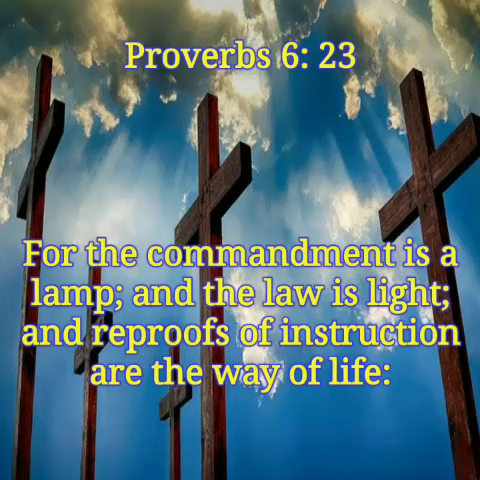 Proverbs 6: 23
For the commandment is a
lamp; and the law is light;
and reproofs of instruction
are the way of life: